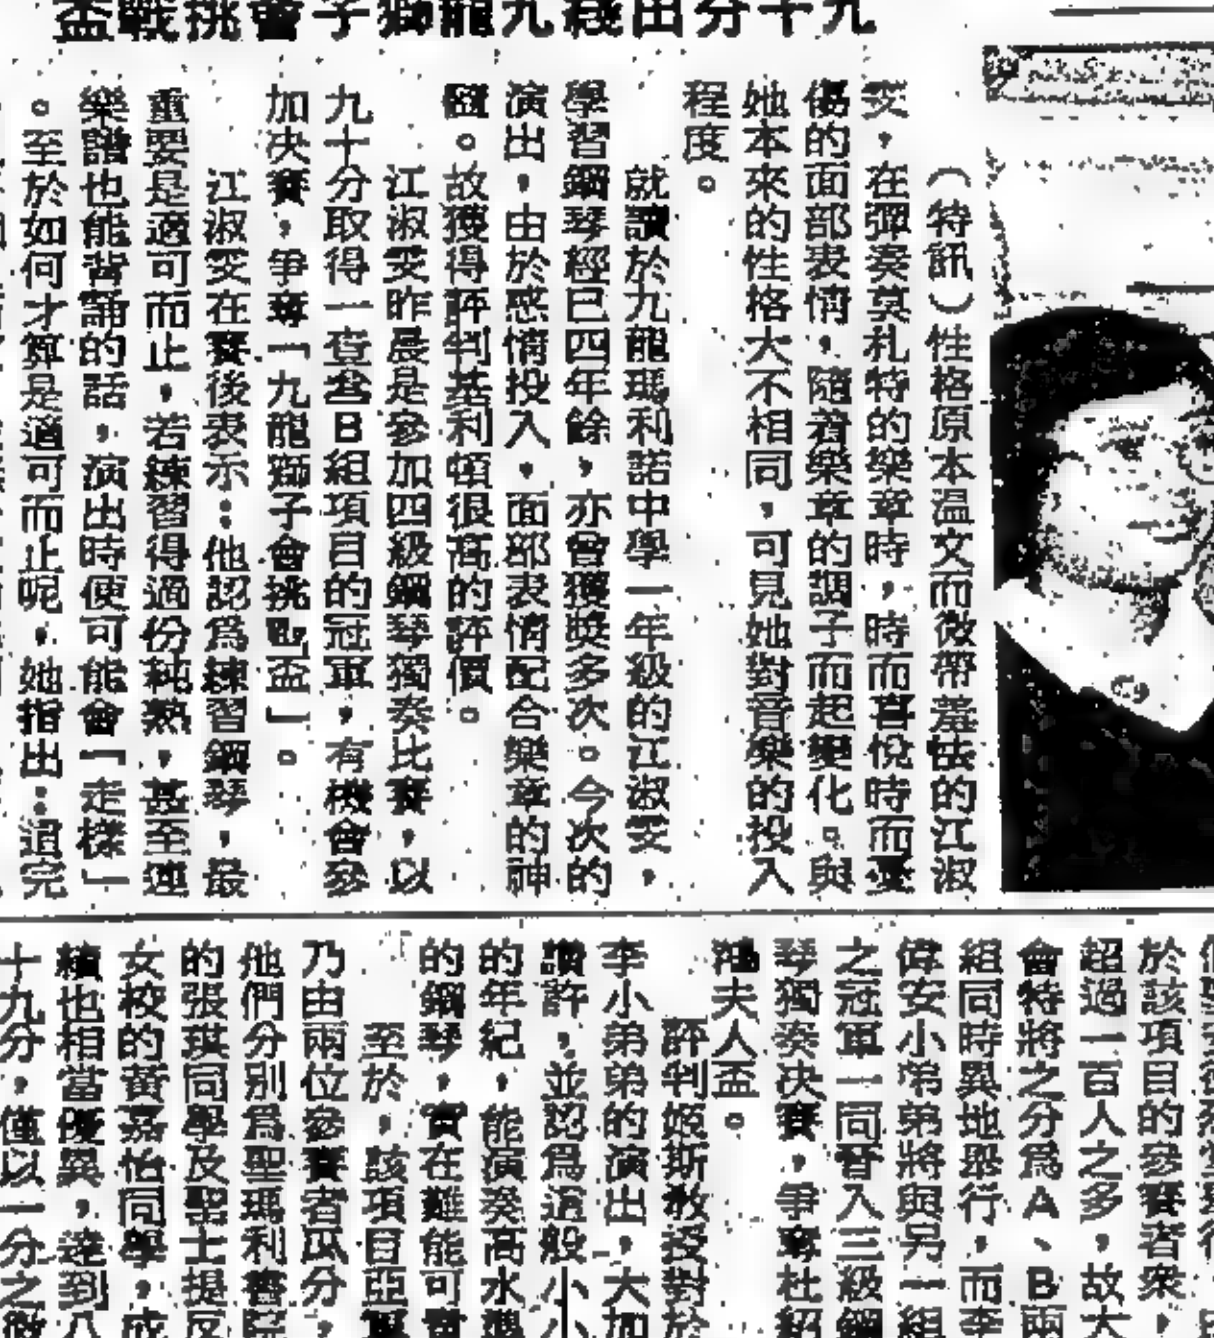 九十分出綫九龍獅子會挑戰盃
（特訊）性格原本温文而微帶羞怯的江淑
雯，在彈奏莫札特的樂章時，時而喜悅時而憂
傷的面部表情，隨着樂章的調子而起變化。與
她本來的性格大不相同，可見她對音樂的投入
程度。
就讀於九龍瑪利諾中學一年級的江淑雯，
學習鋼琴經已四年餘，亦會獲獎多次。今次的
演出，由於感情投入，面部表情配合樂章的神
髓。故獲得評判基利頓很高的評價。
江淑雯昨晨是參加四級鋼琴獨奏比賽，以
九十分取得一查叄B組項目的冠軍，有機會參
加決賽，爭奪「九龍獅子會挑戰盃」。
江淑雯在賽後表示：他認爲練習鋼琴，最
重要是適可而止，若練習得過份純熟，甚至連
樂譜也能背誦的話，演出時便可能會「走樣」
。至於如何才算是適可而止呢，她指出：這完
於該項目的參賽者衆，
超過一百人之多，故大
會特將之分爲A、B兩
組同時異地舉行，而李
偉安小弟弟將與另一組
之冠軍一同晉入三級鋼
琴獨奏決賽，爭奪杜紹
鴻夫人盃。
評判姬斯敎授對於
李小弟弟的演出，大加
讚許，並認爲這般小小
的年紀，能演奏高水準
的鋼琴，實在難能可貴
至於，該項目亞軍
乃由兩位參賽者瓜分，
他們分別爲聖瑪利書院
的張琪同學及聖士提反
女校的黃嘉怡同學，成
績也相當優異，達到八
十九分，僅以一分之微